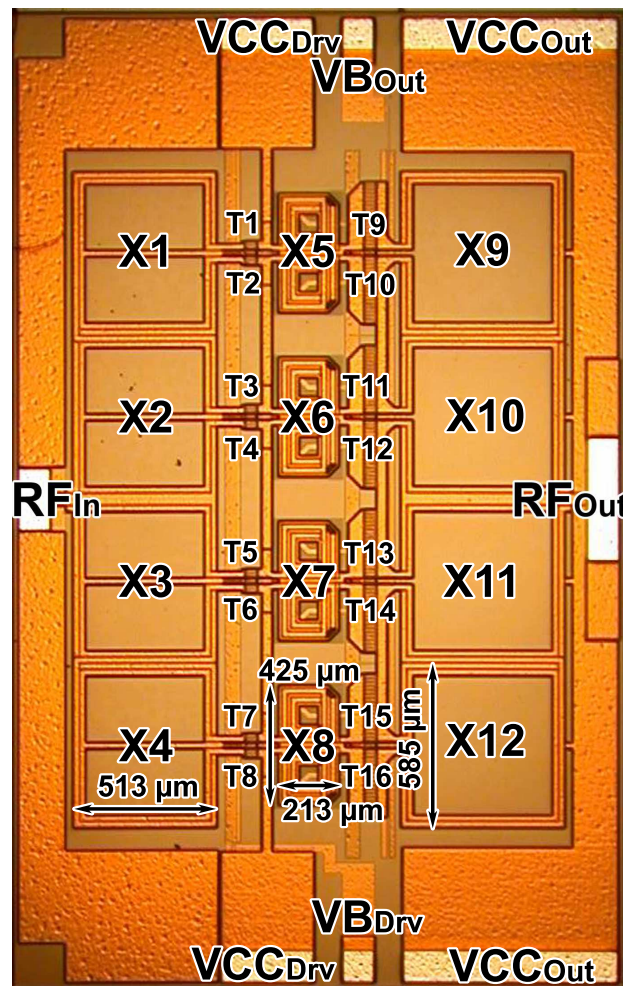 VCCDrv VCCOut
VBOut
T1 T9
X1 X5 X9
T2 T10
T3 T11
X2 X6 X10
T4 T12
RFIn RFOut
T5 T13
X3 X7 X11
T6 T14
425 µm
T7 T15
X4 X8 X12
T8 T16
513 µm 585 µm
213 µm
VBDrv
VCCDrv VCCOut